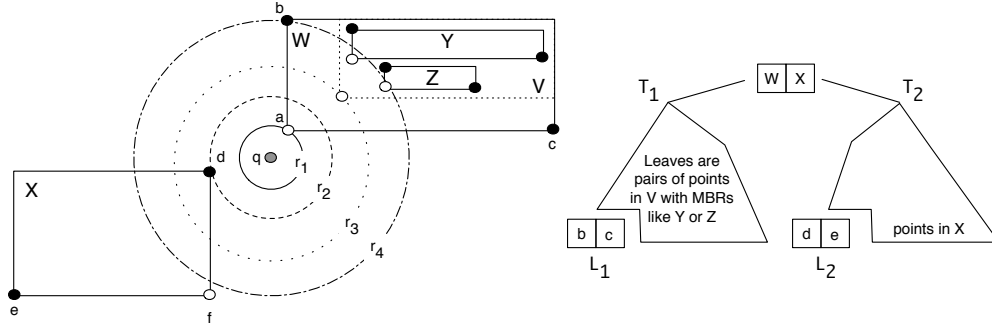 b
W
Y
Z
V
a
c
q
r1
d
r2
X
r3
r4
e
f
W X
T1
T2
Leaves are
pairs of points
in V with MBRs
like Y or Z
points in X
b c
d e
L1
L2